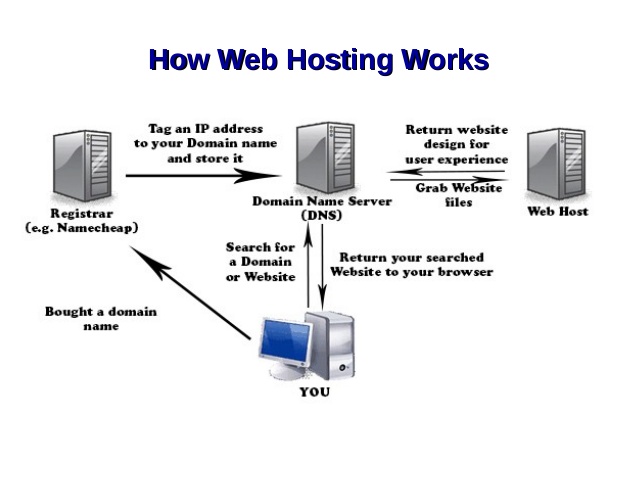 How Web Hosting Works
Tag an IP address
to your Domain name
and store it
Return website
design for
user experience
Grab Website
files
Registrar
(e.g. Namecheap)
Domain Name Server
(DNS)
Web Host
Search for
a Domain
or Website
Return your searched
Website to your browser
Bought a domain
name
YOU